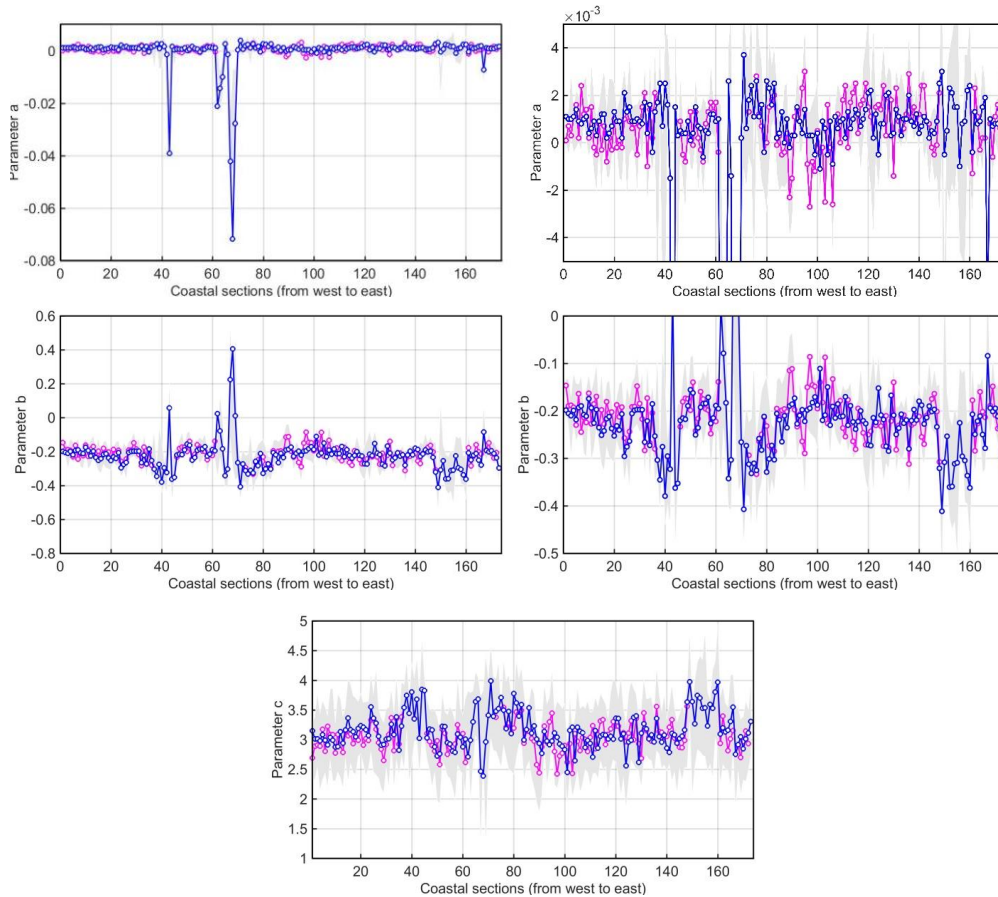 ×10⁻³
0
-0.02
-0.04
-0.06
-0.08
Parameter a
0 20 40 60 80 100 120 140 160
Coastal sections (from west to east)
4
2
0
-2
-4
Parameter a
0 20 40 60 80 100 120 140 160
Coastal sections (from west to east)
0.6
0.4
0.2
0
-0.2
-0.4
-0.6
-0.8
Parameter b
0 20 40 60 80 100 120 140 160
Coastal sections (from west to east)
0
-0.1
-0.2
-0.3
-0.4
-0.5
Parameter b
0 20 40 60 80 100 120 140 160
Coastal sections (from west to east)
5
4.5
4
3.5
3
2.5
2
1.5
1
Parameter c
20 40 60 80 100 120 140 160
Coastal sections (from west to east)